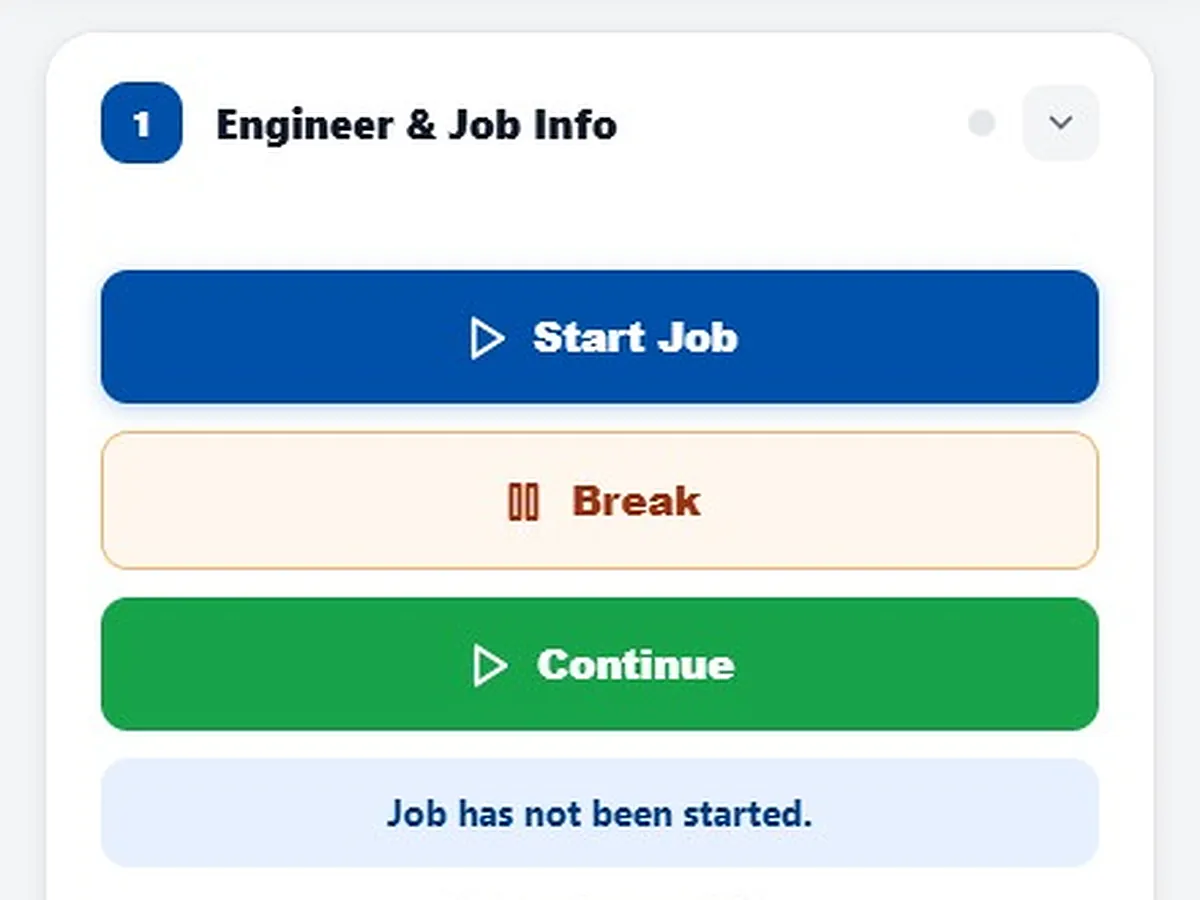 1
Engineer & Job Info
Start Job
Break
Continue
Job has not been started.